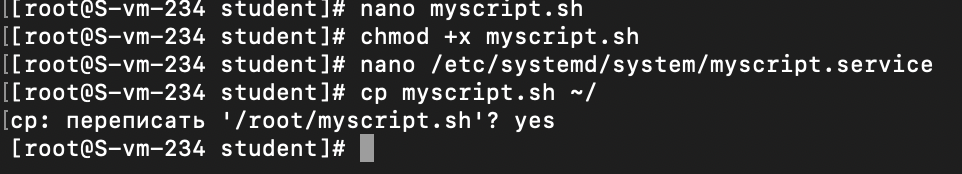 [[root@S-vm-234 student]# nano myscript.sh
[[root@S-vm-234 student]# chmod +x myscript.sh
[[root@S-vm-234 student]# nano /etc/systemd/system/myscript.service
[[root@S-vm-234 student]# cp myscript.sh ~/
[cp: переписать '/root/myscript.sh'? yes
[root@S-vm-234 student]#